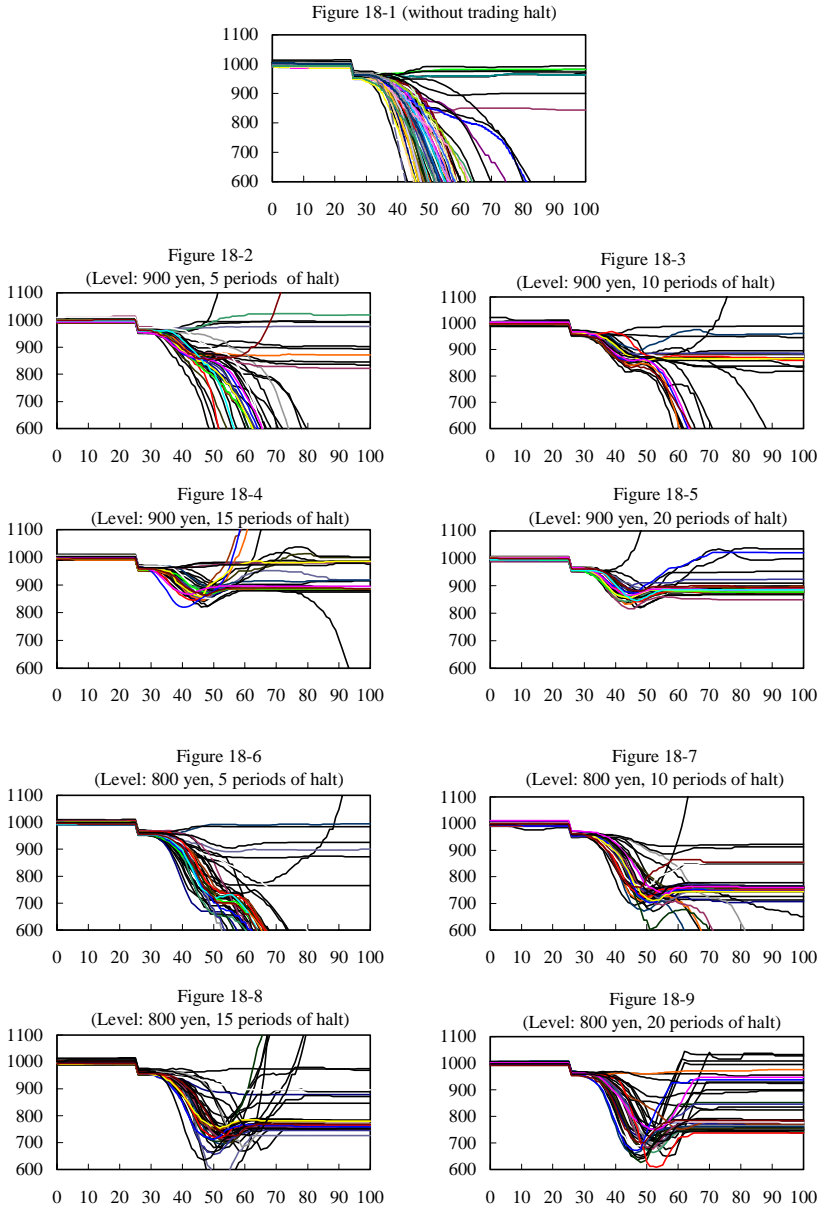 Figure 18-1 (without trading halt)
1100
1000
900
800
700
600
0 10 20 30 40 50 60 70 80 90 100
Figure 18-2
(Level: 900 yen, 5 periods of halt)
1100
1000
900
800
700
600
0 10 20 30 40 50 60 70 80 90 100
Figure 18-3
(Level: 900 yen, 10 periods of halt)
1100
1000
900
800
700
600
0 10 20 30 40 50 60 70 80 90 100
Figure 18-4
(Level: 900 yen, 15 periods of halt)
1100
1000
900
800
700
600
0 10 20 30 40 50 60 70 80 90 100
Figure 18-5
(Level: 900 yen, 20 periods of halt)
1100
1000
900
800
700
600
0 10 20 30 40 50 60 70 80 90 100
Figure 18-6
(Level: 800 yen, 5 periods of halt)
1100
1000
900
800
700
600
0 10 20 30 40 50 60 70 80 90 100
Figure 18-7
(Level: 800 yen, 10 periods of halt)
1100
1000
900
800
700
600
0 10 20 30 40 50 60 70 80 90 100
Figure 18-8
(Level: 800 yen, 15 periods of halt)
1100
1000
900
800
700
600
0 10 20 30 40 50 60 70 80 90 100
Figure 18-9
(Level: 800 yen, 20 periods of halt)
1100
1000
900
800
700
600
0 10 20 30 40 50 60 70 80 90 100